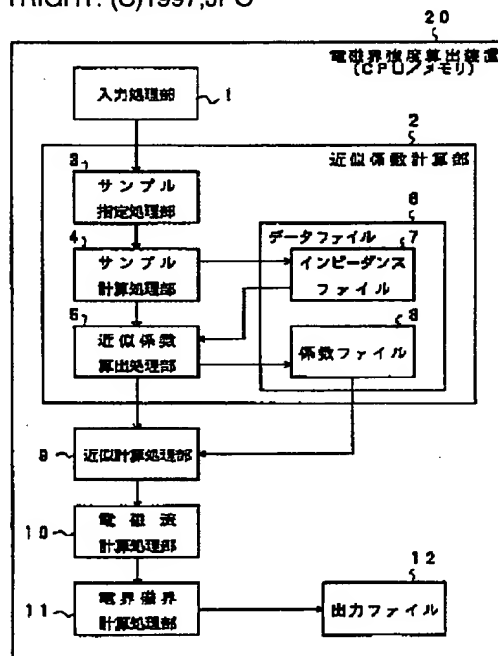 TRIGHT: (C)1997,JPO
20
電磁界強度算出装置
(CPU/メモリ)
入力処理部
1
2
近似係数計算部
3
サンプル
指定処理部
6
データファイル
4
サンプル
計算処理部
7
インピーダンス
ファイル
5
近似係数
算出処理部
8
係数ファイル
9
近似計算処理部
10
電磁流
計算処理部
12
11
電界磁界
計算処理部
出力ファイル